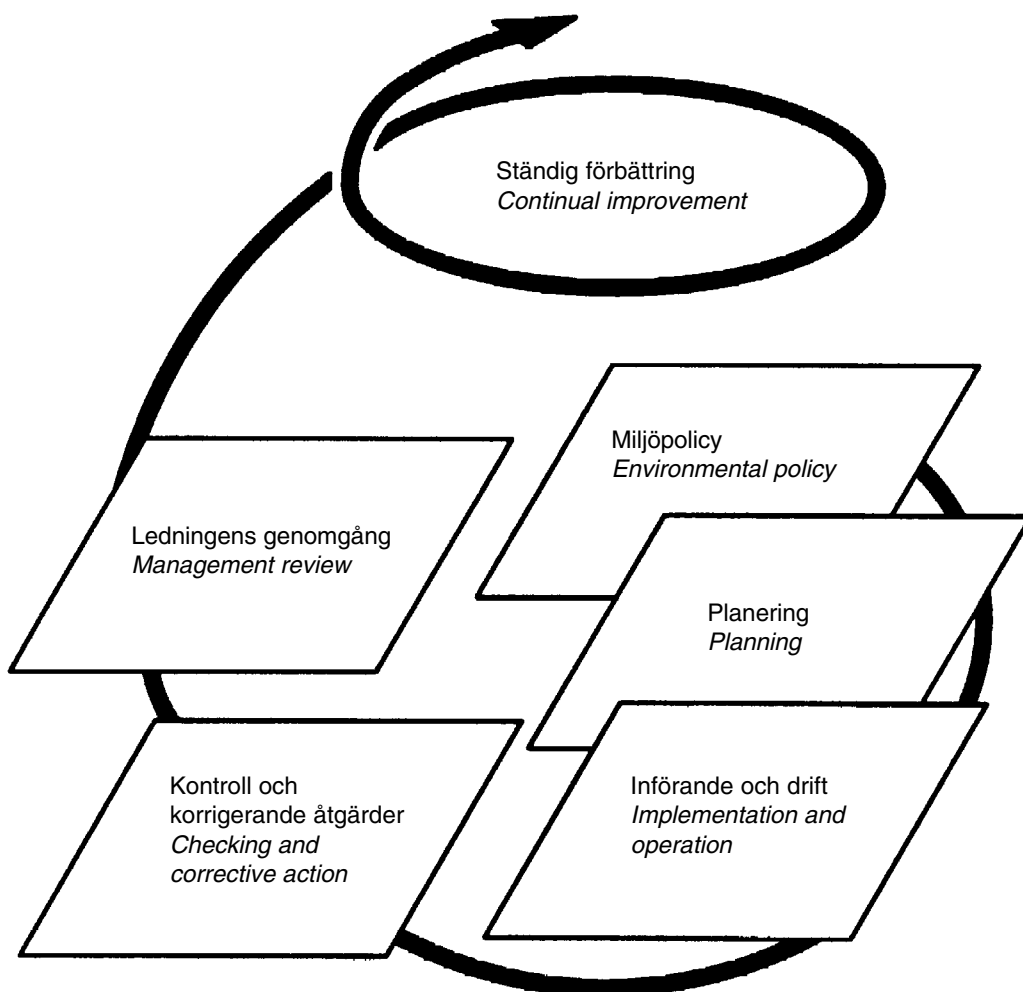 Ständig förbättring
Continual improvement
Miljöpolicy
Environmental policy
Ledningens genomgång
Management review
Planering
Planning
Kontroll och
korrigerande åtgärder
Checking and
corrective action
Införande och drift
Implementation and
operation